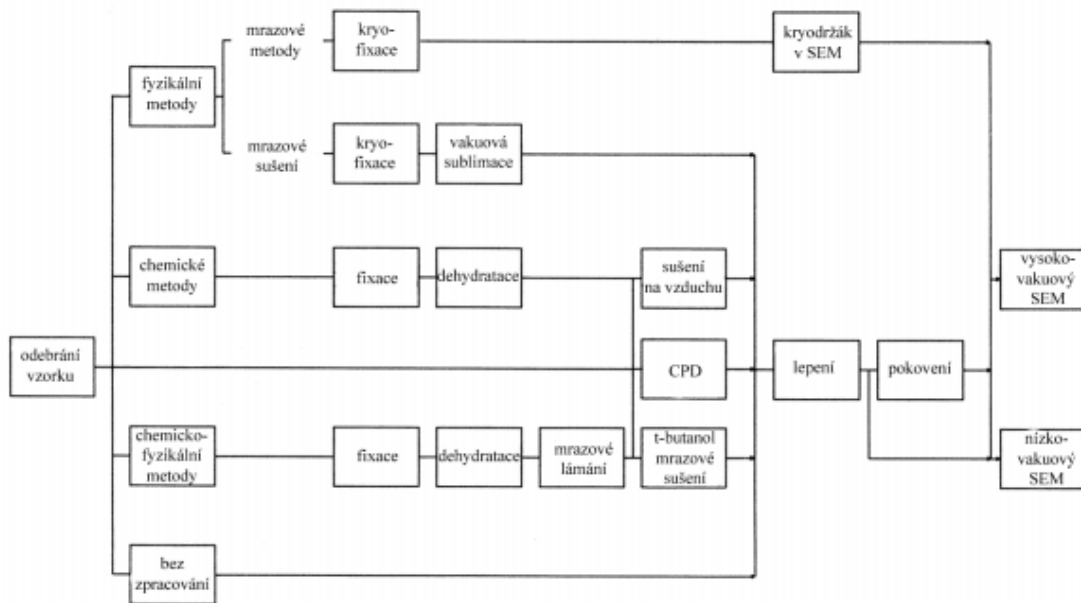 mrazové
metody
kryo-
fixace
kryodržák
v SEM
fyzikální
metody
mrazové
sušení
kryo-
fixace
vakuová
sublimace
chemické
metody
fixace
dehydratace
sušení
na vzduchu
vysoko-
vakuový
SEM
odebrání
vzorku
CPD
lepení
pokovení
chemicko-
fyzikální
metody
fixace
dehydratace
mrazové
lámání
t-butanol
mrazové
sušení
nízko-
vakuový
SEM
bez
zpracování